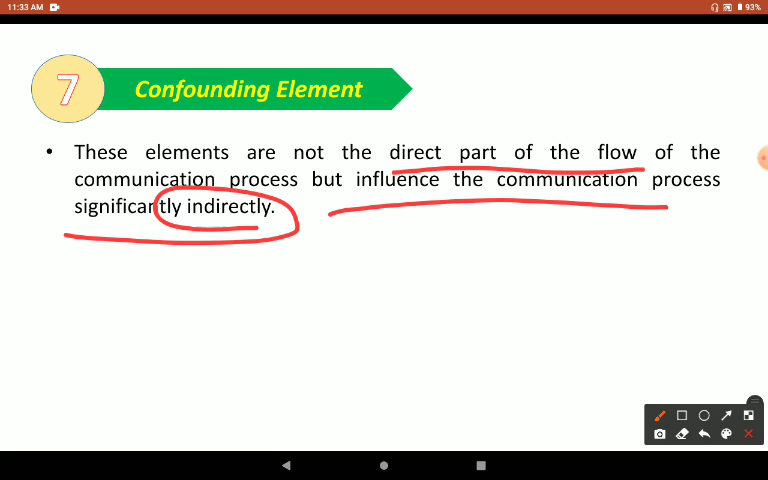 11:33 AM
93%
7
Confounding Element
• These elements are not the direct part of the flow of the
communication process but influence the communication process
significantly indirectly.